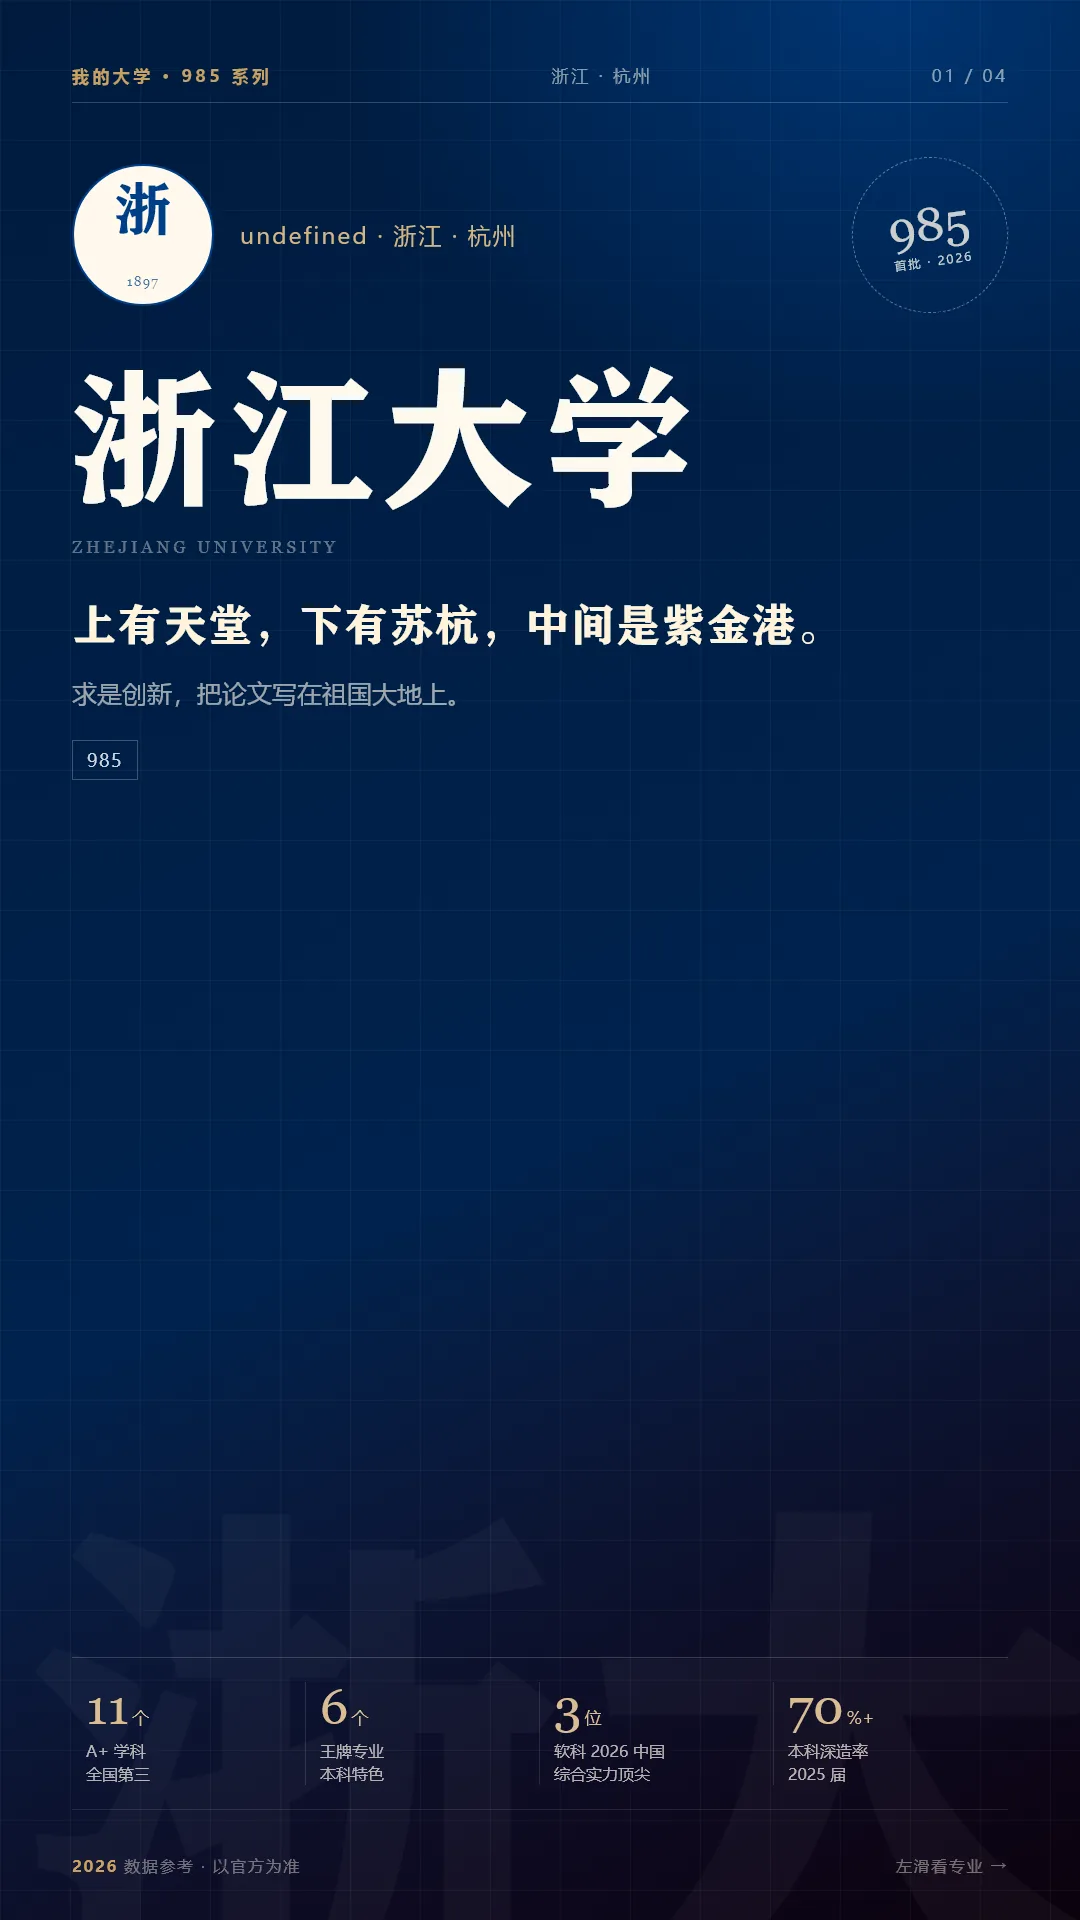 我的大学 · 985 系列
浙江 · 杭州
01 / 04
浙
1897
undefined · 浙江 · 杭州
985
首批 · 2026
浙江大学
ZHEJIANG UNIVERSITY
上有天堂，下有苏杭，中间是紫金港。
求是创新，把论文写在祖国大地上。
985
浙大
11个
A+ 学科
全国第三
6个
王牌专业
本科特色
3位
软科 2026 中国
综合实力顶尖
70%+
本科深造率
2025 届
2026 数据参考 · 以官方为准
左滑看专业 →